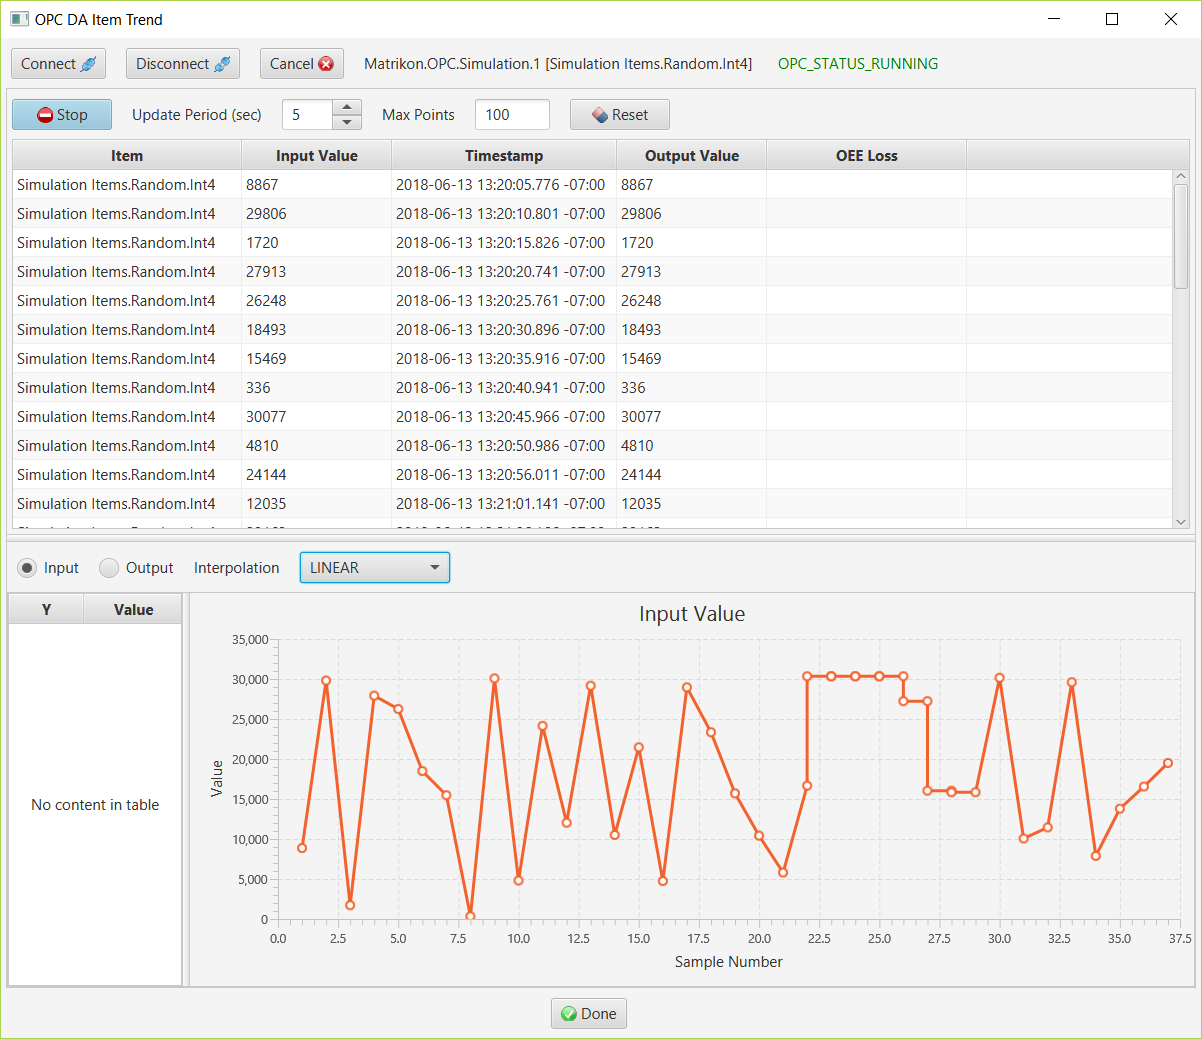 OPC DA Item Trend
Connect Disconnect Cancel Matrikon.OPC.Simulation.1 [Simulation Items.Random.Int4] OPC_STATUS_RUNNING
Stop Update Period (sec) 5 Max Points 100 Reset
Item Input Value Timestamp Output Value OEE Loss
Simulation Items.Random.Int4 8867 2018-06-13 13:20:05.776 -07:00 8867
Simulation Items.Random.Int4 29806 2018-06-13 13:20:10.801 -07:00 29806
Simulation Items.Random.Int4 1720 2018-06-13 13:20:15.826 -07:00 1720
Simulation Items.Random.Int4 27913 2018-06-13 13:20:20.741 -07:00 27913
Simulation Items.Random.Int4 26248 2018-06-13 13:20:25.761 -07:00 26248
Simulation Items.Random.Int4 18493 2018-06-13 13:20:30.896 -07:00 18493
Simulation Items.Random.Int4 15469 2018-06-13 13:20:35.916 -07:00 15469
Simulation Items.Random.Int4 336 2018-06-13 13:20:40.941 -07:00 336
Simulation Items.Random.Int4 30077 2018-06-13 13:20:45.966 -07:00 30077
Simulation Items.Random.Int4 4810 2018-06-13 13:20:50.986 -07:00 4810
Simulation Items.Random.Int4 24144 2018-06-13 13:20:56.011 -07:00 24144
Simulation Items.Random.Int4 12035 2018-06-13 13:21:01.141 -07:00 12035
Input Output Interpolation LINEAR
Y Value
No content in table
Input Value
35,000
30,000
25,000
20,000
15,000
10,000
5,000
0
Value
0.0 2.5 5.0 7.5 10.0 12.5 15.0 17.5 20.0 22.5 25.0 27.5 30.0 32.5 35.0 37.5
Sample Number
Done